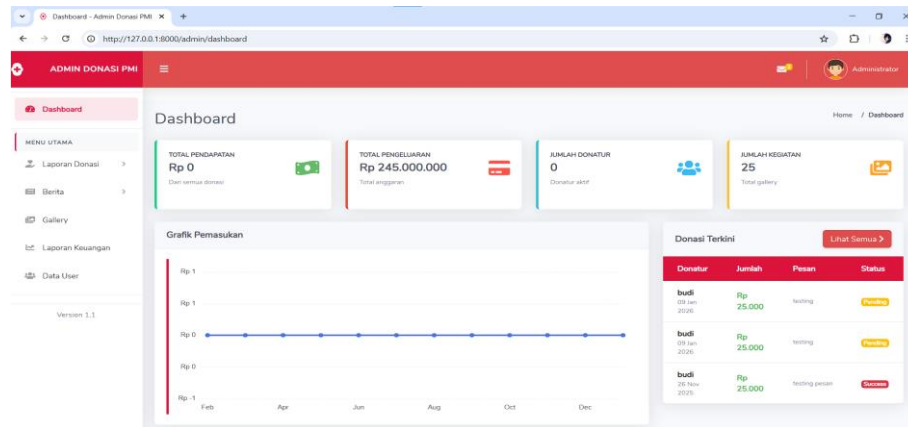 Dashboard - Admin Donasi PMI
http://127.0.0.1:8000/admin/dashboard
ADMIN DONASI PMI
Administrator
Dashboard
MENU UTAMA
Laporan Donasi
Berita
Gallery
Laporan Keuangan
Data User
Version 1.1
Dashboard
Home / Dashboard
TOTAL PENDAPATAN
Rp 0
Dari semua donasi
TOTAL PENGELUARAN
Rp 245.000.000
Total anggaran
JUMLAH DONATUR
0
Donatur aktif
JUMLAH KEGIATAN
25
Total gallery
Grafik Pemasukan
Rp 1
Rp 1
Rp 0
Rp 0
Rp -1
Feb Apr Jun Aug Oct Dec
Donasi Terkini
Lihat Semua
Donatur Jumlah Pesan Status
budi
09 Jan
2026
Rp
25.000
testing
Pending
budi
09 Jan
2026
Rp
25.000
testing
Pending
budi
26 Nov
2025
Rp
25.000
testing pesan
Success